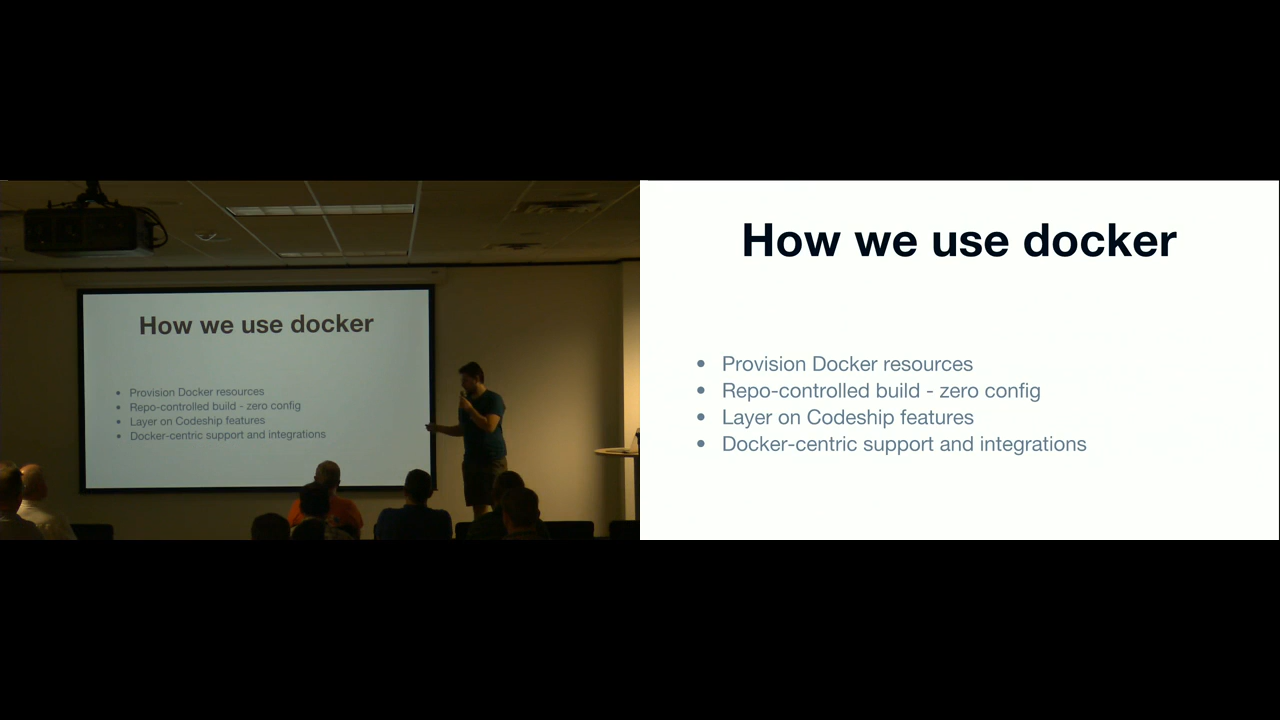 How we use docker
Provision Docker resources
Repo-controlled build - zero config
Layer on Codeship features
Docker-centric support and integrations
How we use docker
Provision Docker resources
Repo-controlled build - zero config
Layer on Codeship features
Docker-centric support and integrations